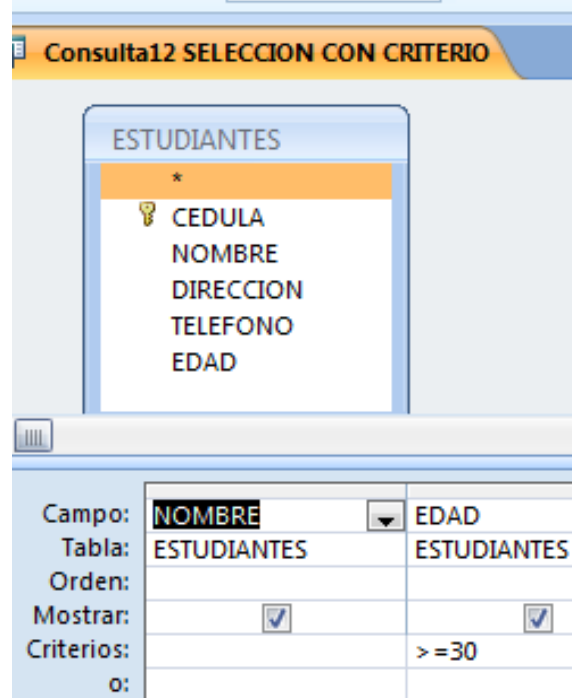 Consulta12 SELECCION CON CRITERIO
ESTUDIANTES
*
CEDULA
NOMBRE
DIRECCION
TELEFONO
EDAD
Campo: NOMBRE EDAD
Tabla: ESTUDIANTES ESTUDIANTES
Orden:
Mostrar:
Criterios: >=30
o: